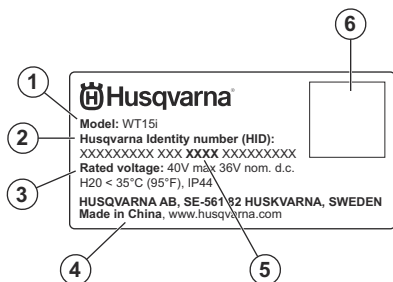 1
2
3
4
5
6
Husqvarna
Model: WT15i
Husqvarna Identity number (HID):
XXXXXXXXX XXX XXXX XXXXXXXXX
Rated voltage: 40V max 36V nom. d.c.
H20 < 35°C (95°F), IP44
HUSQVARNA AB, SE-561 82 HUSKVARNA, SWEDEN
Made in China, www.husqvarna.com